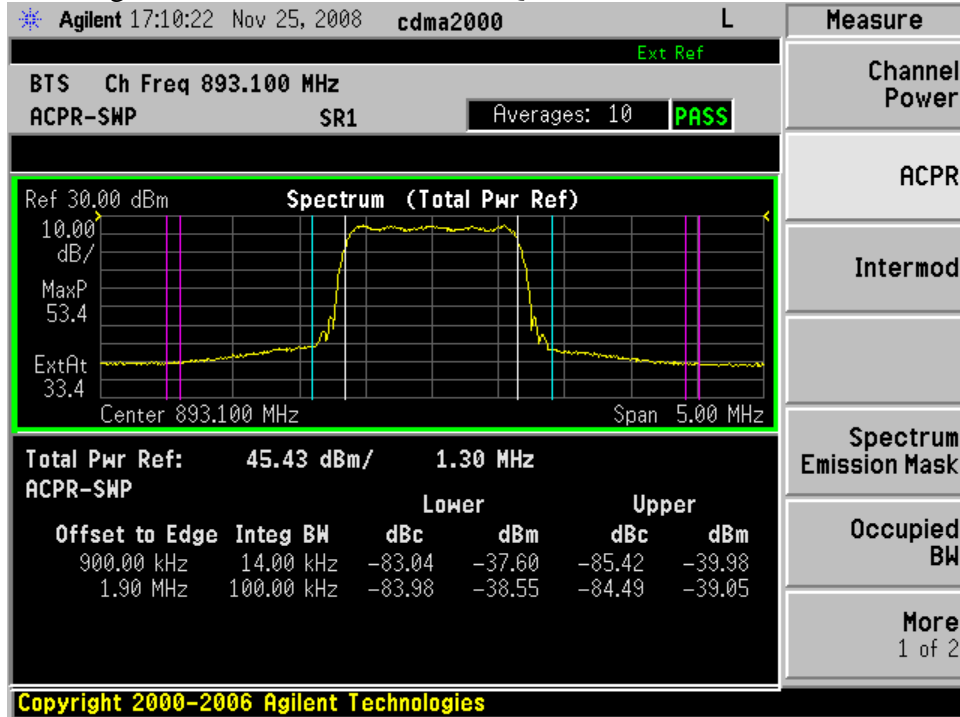 Agilent 17:10:22 Nov 25, 2008 cdma2000 L
Ext Ref
BTS Ch Freq 893.100 MHz
ACPR-SWP SR1 Averages: 10 PASS
Ref 30.00 dBm Spectrum (Total Pwr Ref)
10.00
dB/
MaxP
53.4
ExtAt
33.4
Center 893.100 MHz Span 5.00 MHz
Total Pwr Ref: 45.43 dBm/ 1.30 MHz
ACPR-SWP
Lower Upper
Offset to Edge Integ BW dBc dBm dBc dBm
900.00 kHz 14.00 kHz -83.04 -37.60 -85.42 -39.98
1.90 MHz 100.00 kHz -83.98 -38.55 -84.49 -39.05
Copyright 2000-2006 Agilent Technologies
Measure
Channel
Power
ACPR
Intermod
Spectrum
Emission Mask
Occupied
BW
More
1 of 2